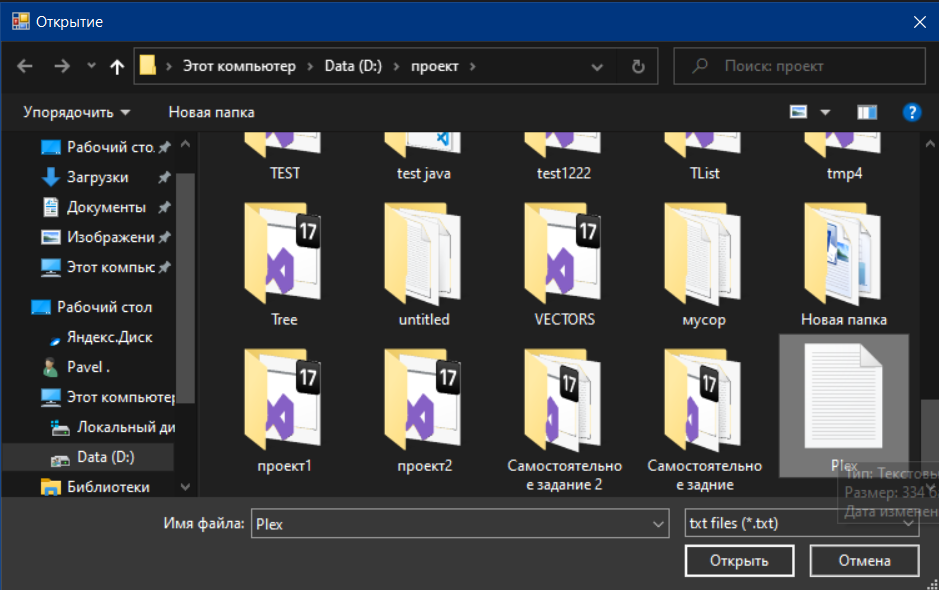 Открытие
Этот компьютер
Data (D:)
проект
Поиск: проект
Упорядочить
Новая папка
Рабочий сто
Загрузки
Документы
Изображени
Этот компьс
Рабочий стол
Яндекс.Диск
Pavel .
Этот компьютер
Локальный ди
Data (D:)
Библиотеки
TEST
test java
test1222
TList
tmp4
17
17
Tree
untitled
VECTORS
мусор
Новая папка
17
17
17
17
проект1
проект2
Самостоятельно
е задание 2
Самостоятельно
е задние
Plex
Тип: Текстовы
Размер: 334 б
Дата изменен
Имя файла:
Plex
txt files (*.txt)
Открыть
Отмена